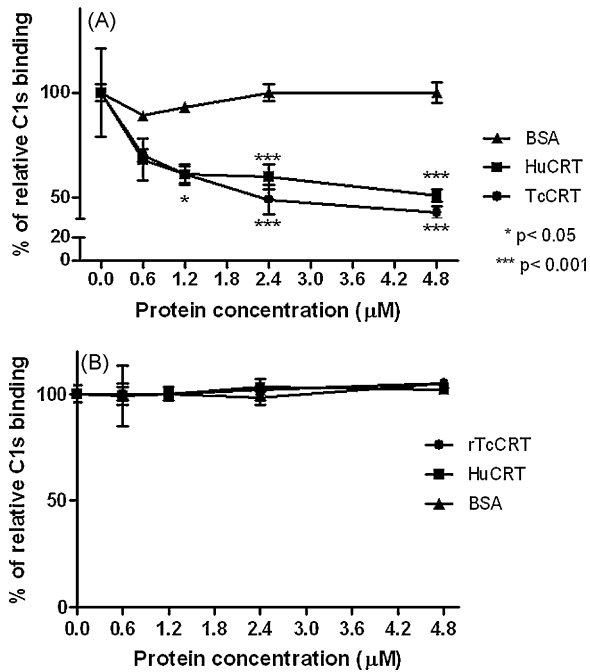 (A)
% of relative C1s binding
100
50
20
0
BSA
HuCRT
TcCRT
* p< 0.05
*** p< 0.001
***
***
*
***
***
0.0 0.6 1.2 1.8 2.4 3.0 3.6 4.2 4.8
Protein concentration (μM)
(B)
% of relative C1s binding
100
50
0
rTcCRT
HuCRT
BSA
0.0 0.6 1.2 1.8 2.4 3.0 3.6 4.2 4.8
Protein concentration (μM)